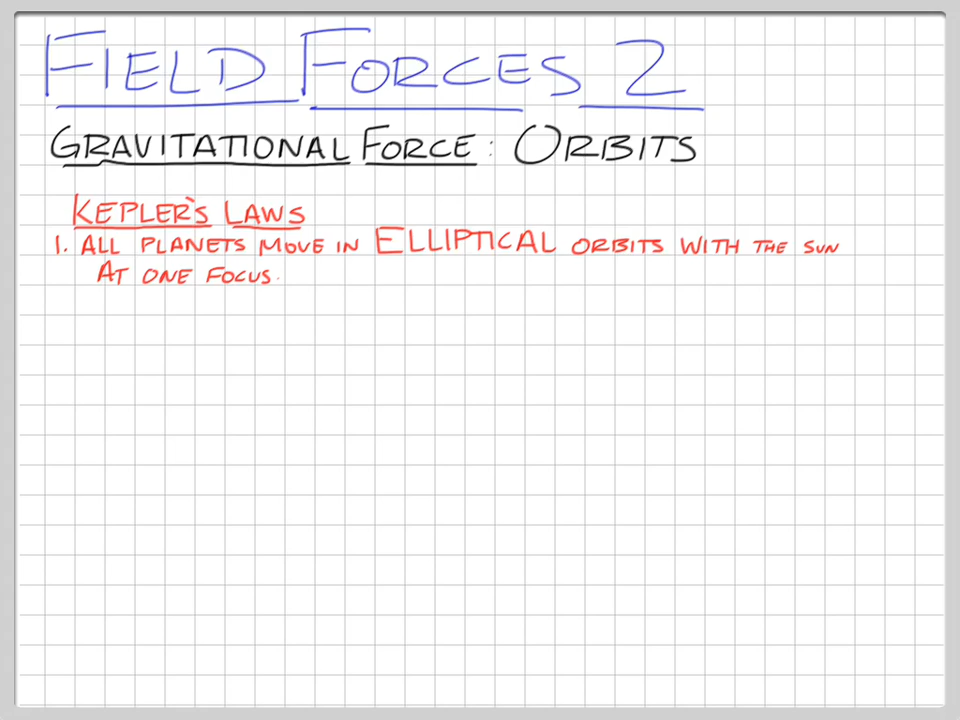 FIELD FORCES 2
GRAVITATIONAL FORCE: ORBITS
KEPLER'S LAWS
1. ALL PLANETS MOVE IN ELLIPTICAL ORBITS WITH THE SUN
AT ONE FOCUS.